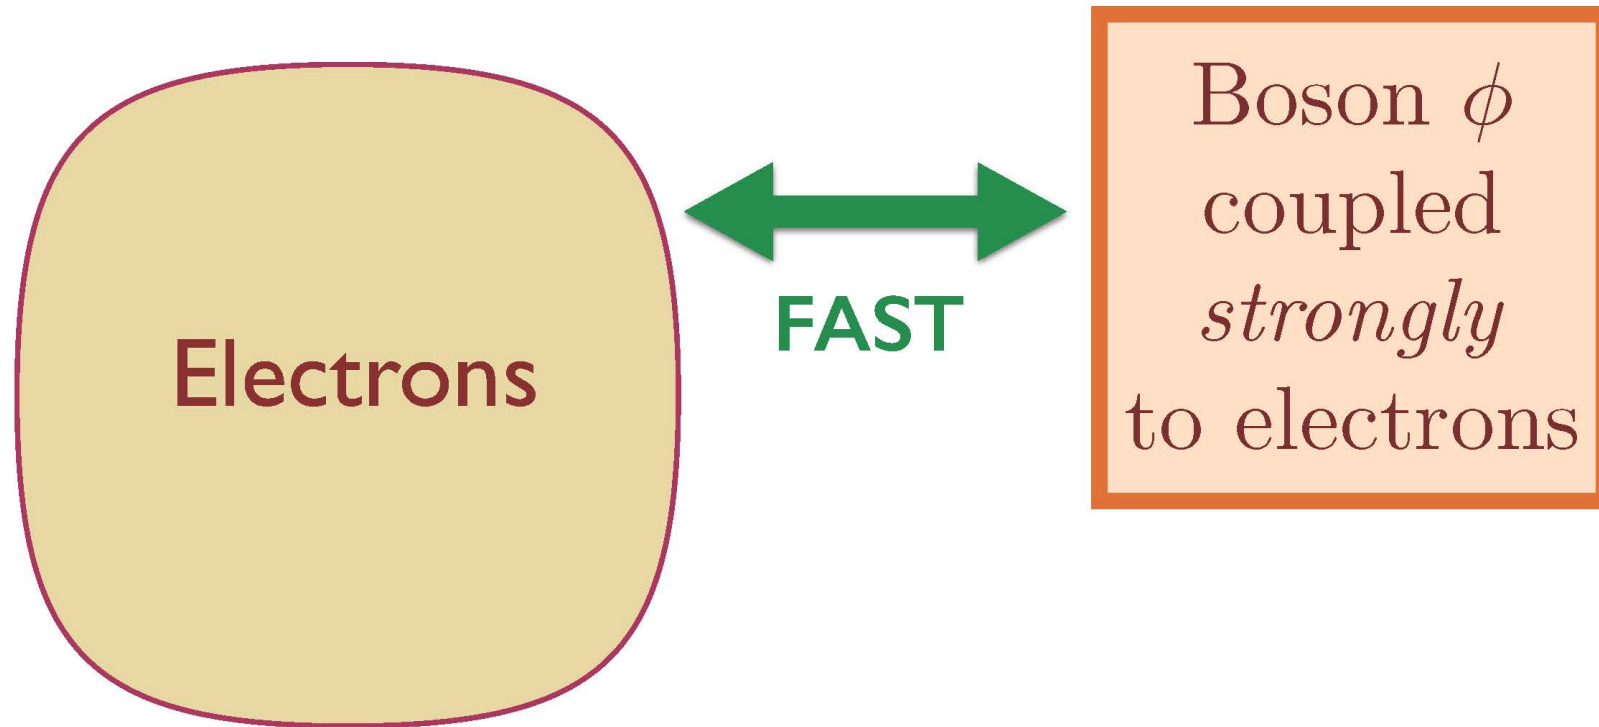 Electrons
FAST
Boson ϕ
coupled
strongly
to electrons